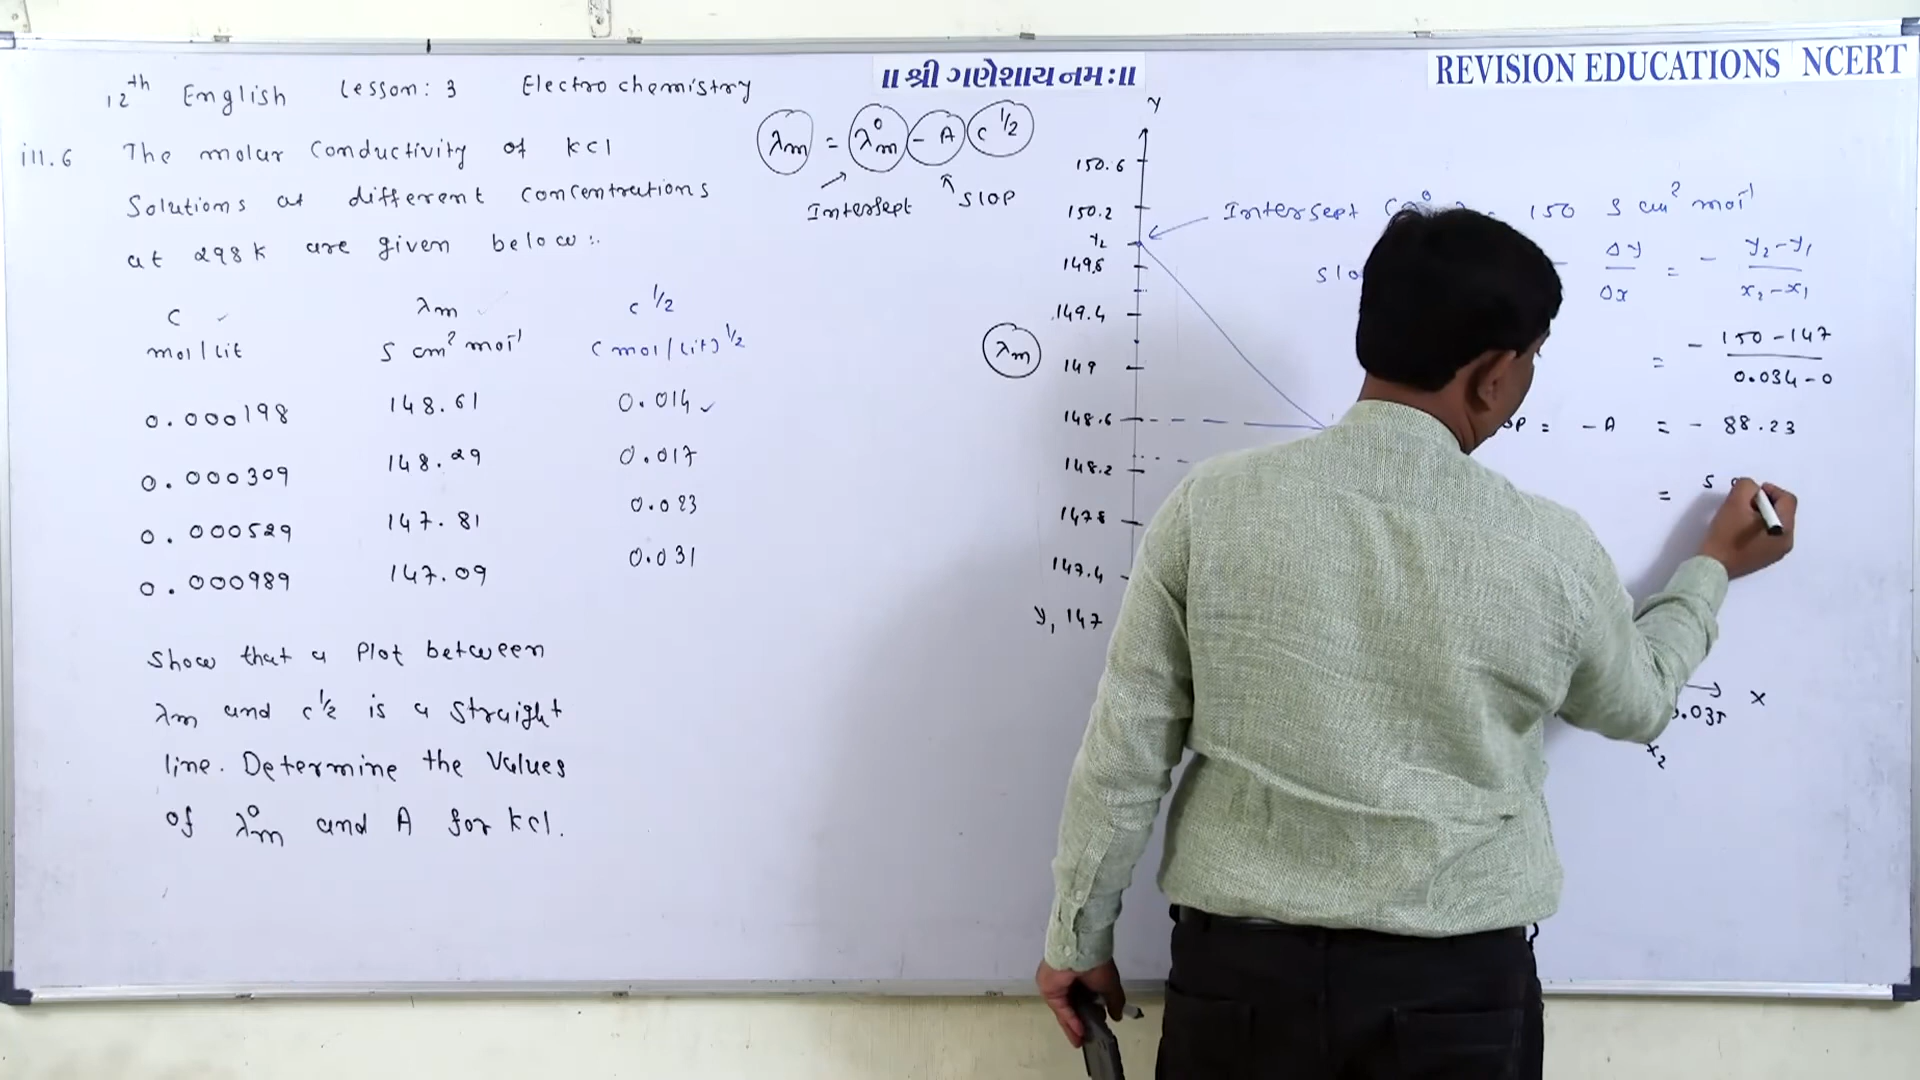 ॥ શ્રી ગણેશાય નમઃ॥
REVISION EDUCATIONS NCERT
12th English Lesson: 3 Electrochemistry
ill.6 The molar conductivity of KCl
Solutions at different concentrations
at 298K are given below:.
C λm c^1/2
mol/Lit S cm² mol⁻¹ (mol/Lit)^1/2
0.000198 148.61 0.014
0.000309 148.29 0.017
0.000529 147.81 0.023
0.000989 147.09 0.031
Show that a Plot between
λm and c^1/2 is a straight
line. Determine the Values
of λ°m and A for KCl.
λm = λ°m - A c^1/2
Intersept Slop
y
150.6
150.2
y₂
149.8
149.4
λm
149
148.6
148.2
147.8
147.4
y₁ 147
Intersept 150 S cm² mol⁻¹
Δy/Δx = - y₂-y₁/x₂-x₁
= - 150-147/0.034-0
= -A = - 88.23
= S
x
x₂